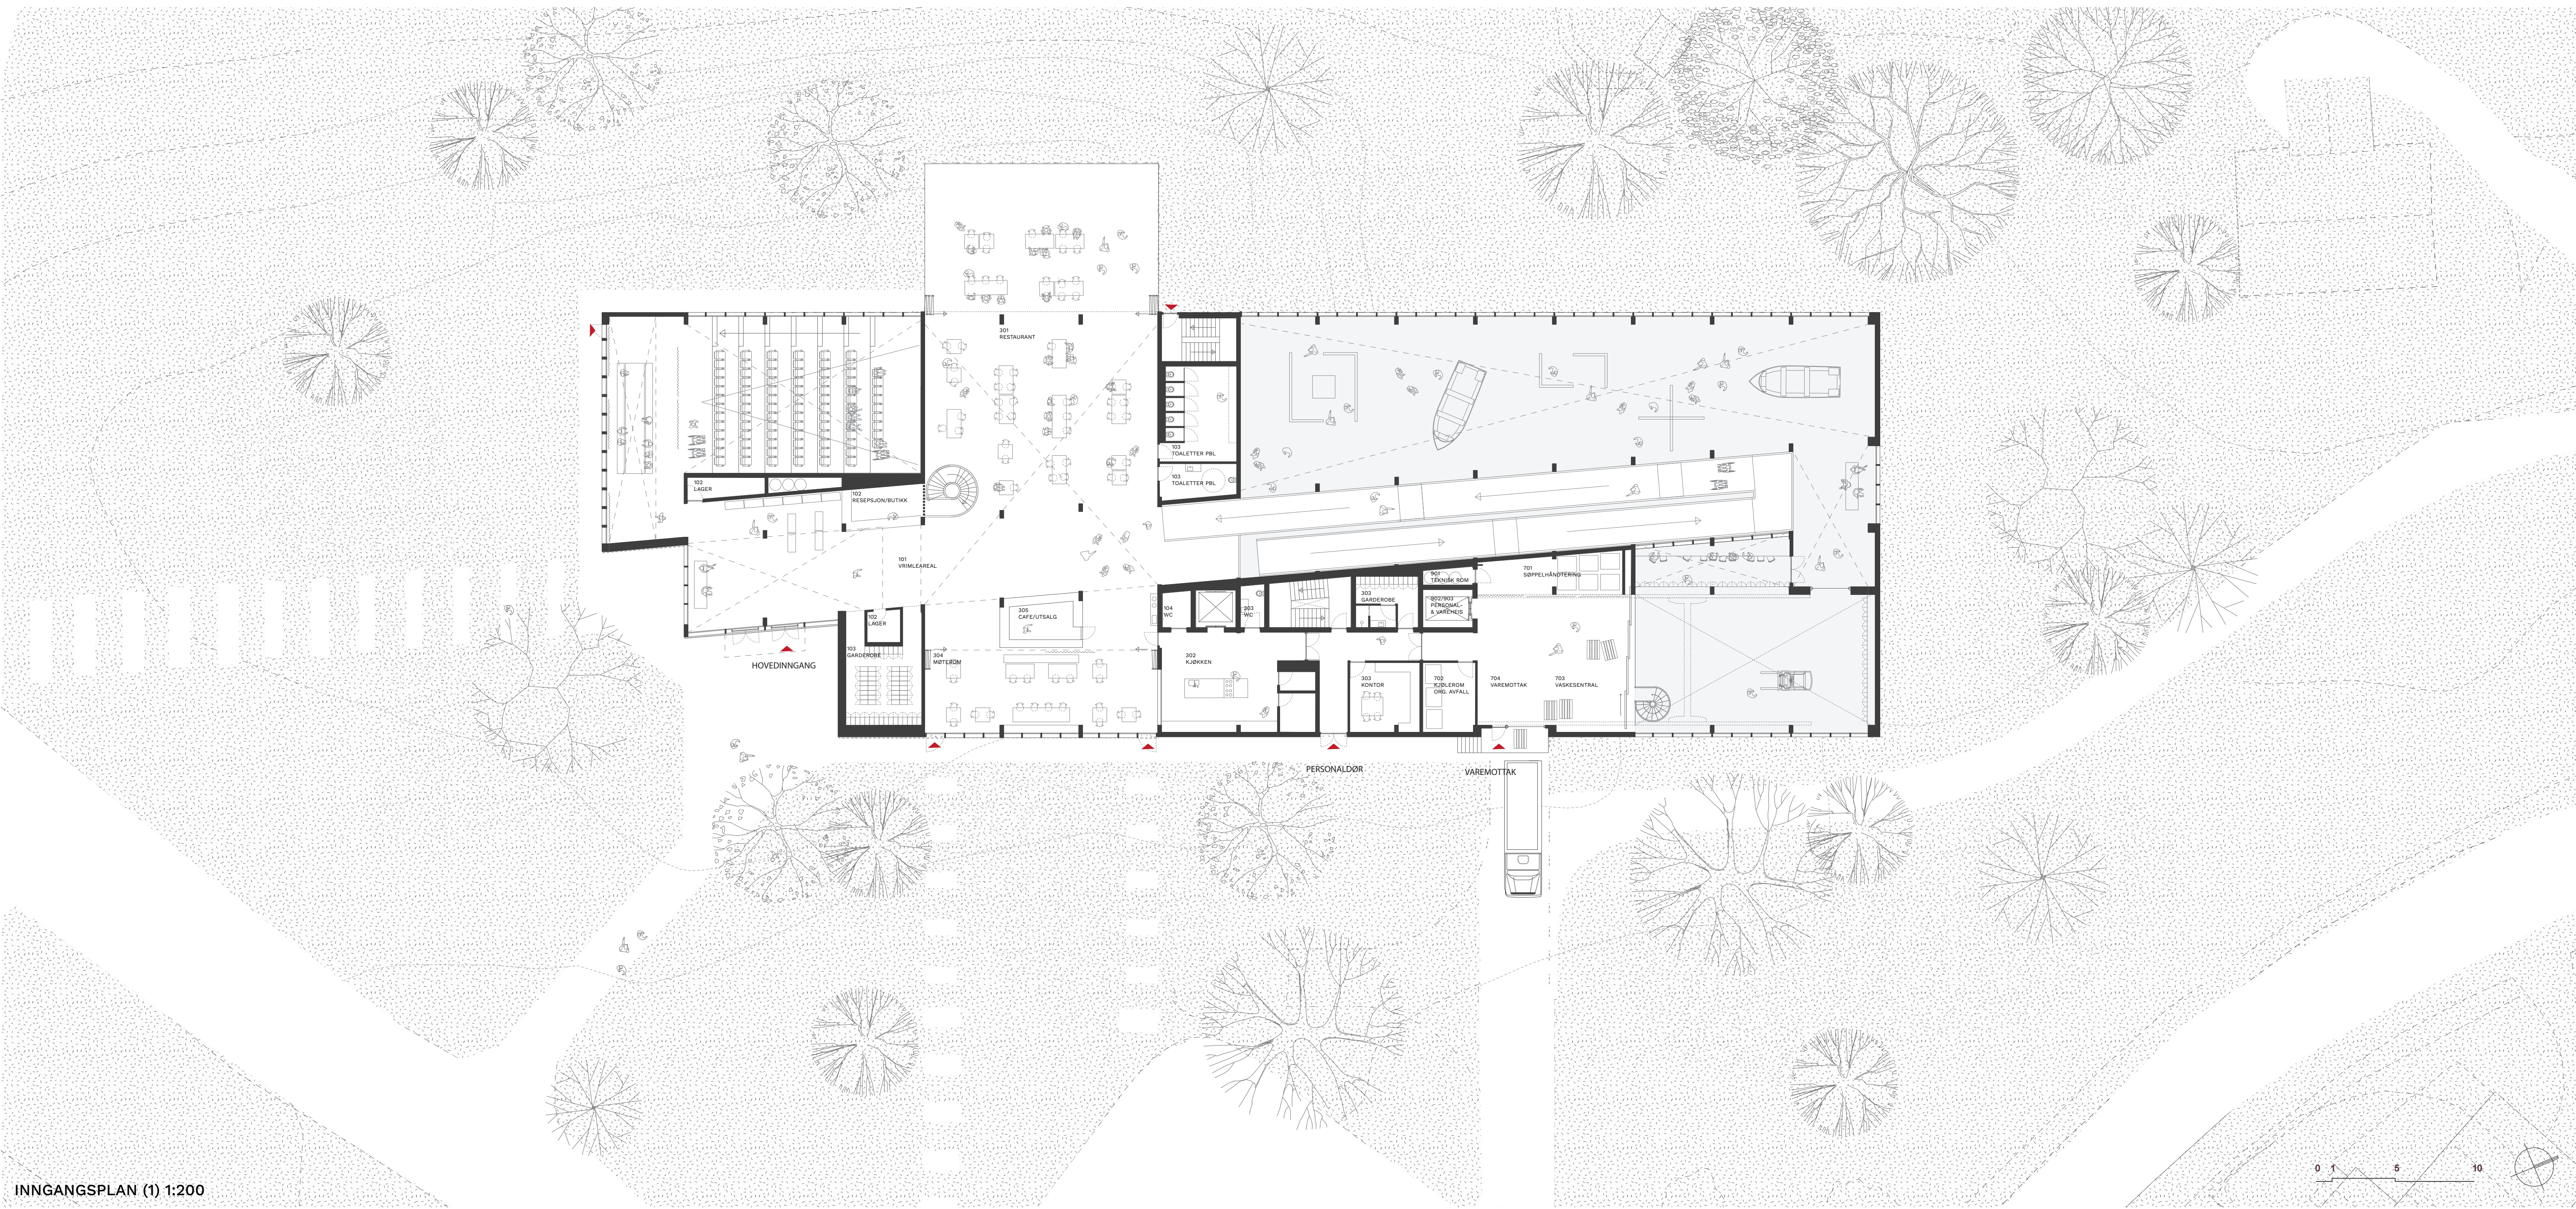 301
RESTAURANT
103
TOALETTER PBL
103
TOALETTER PBL
102
LAGER
102
RESEPSJON/BUTIKK
101
VRIMLEAREAL
901
TEKNISK ROM
701
SØPPELHÅNDTERING
303
GARDEROBE
902/903
PERSONAL-
& VAREHEIS
104
WC
303
WC
305
CAFE/UTSALG
102
LAGER
103
GARDEROBE
304
MØTEROM
302
KJØKKEN
303
KONTOR
702
KJØLEROM
ORG. AVFALL
704
VAREMOTTAK
703
VASKESENTRAL
HOVEDINNGANG
PERSONALDØR
VAREMOTTAK
0 1 5 10
INNGANGSPLAN (1) 1:200